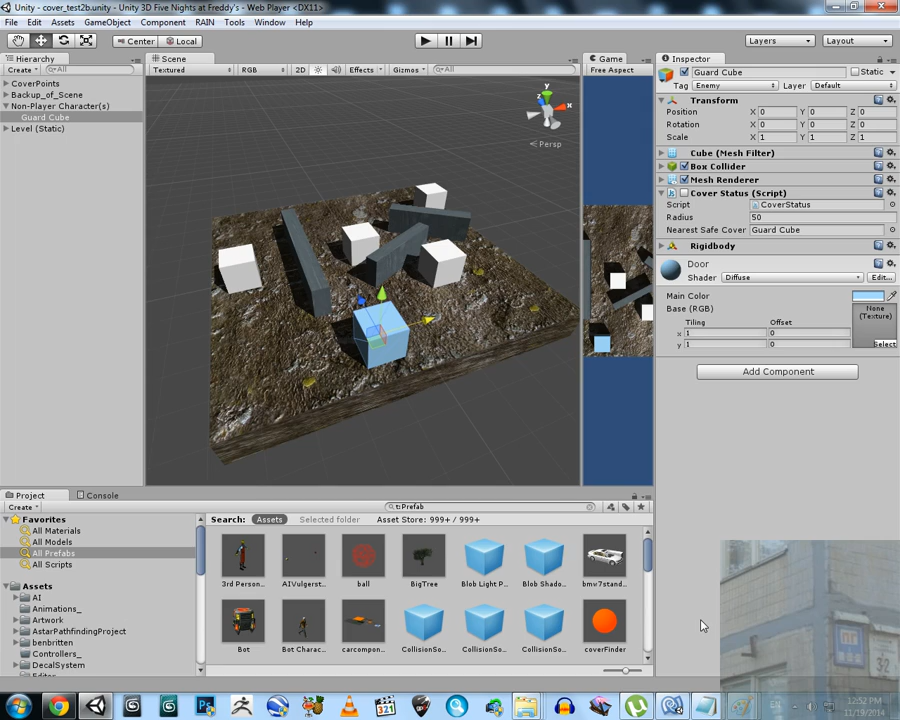 Unity - cover_test2b.unity - Unity 3D Five Nights at Freddy's - Web Player <DX11>
File Edit Assets GameObject Component RAIN Tools Window Help
Center Local Layers Layout
Hierarchy
Create All
CoverPoints
Backup_of_Scene
Non-Player Character(s)
Guard Cube
Level (Static)
Scene
Textured RGB 2D Effects Gizmos All
y
x
z
Persp
Game
Free Aspect
Inspector
Guard Cube Static
Tag Enemy Layer Default
Transform
Position X 0 Y 0 Z 0
Rotation X 0 Y 0 Z 0
Scale X 1 Y 1 Z 1
Cube (Mesh Filter)
Box Collider
Mesh Renderer
Cover Status (Script)
Script CoverStatus
Radius 50
Nearest Safe Cover Guard Cube
Rigidbody
Door
Shader Diffuse Edit...
Main Color
Base (RGB)
None
(Texture)
Tiling Offset
x 1 0
y 1 0
Select
Add Component
Project Console
Create t:Prefab
Favorites
All Materials
All Models
All Prefabs
All Scripts
Assets
AI
Animations_
Artwork
AstarPathfindingProject
benbritten
Controllers_
DecalSystem
Editor
Search: Assets Selected folder Asset Store: 999+ / 999+
3rd Person... AIVulgerst... ball BigTree Blob Light P... Blob Shado... bmw7stand...
Bot Bot Charac... carcompon... CollisionSo... CollisionSo... CollisionSo... coverFinder
32
321
EN
12:52 PM
11/19/2014